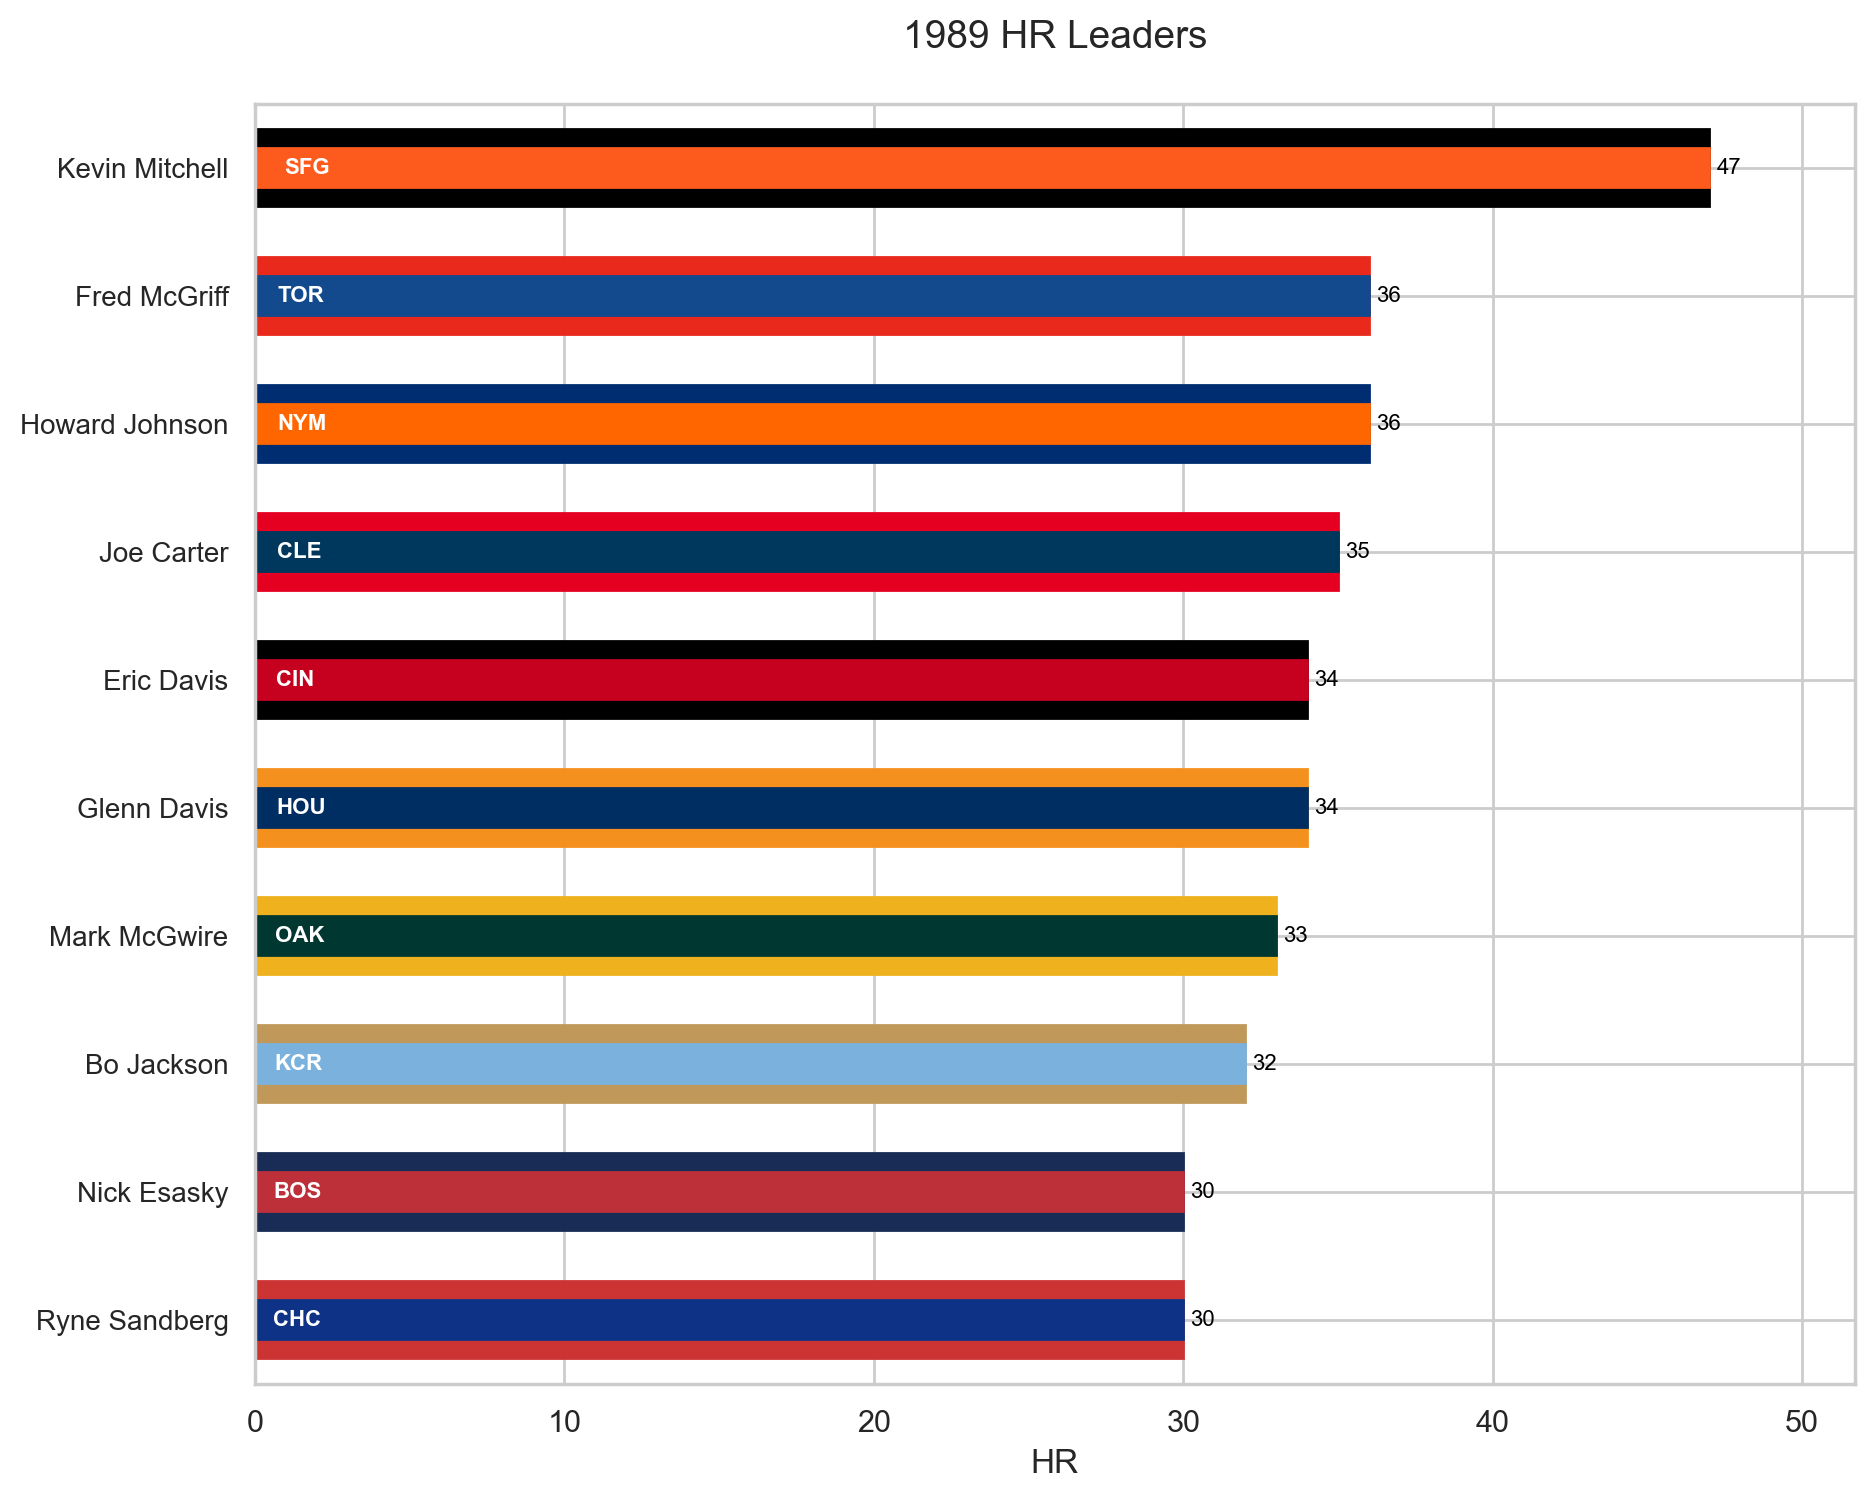 1989 HR Leaders
Kevin Mitchell SFG 47
Fred McGriff TOR 36
Howard Johnson NYM 36
Joe Carter CLE 35
Eric Davis CIN 34
Glenn Davis HOU 34
Mark McGwire OAK 33
Bo Jackson KCR 32
Nick Esasky BOS 30
Ryne Sandberg CHC 30
0 10 20 30 40 50
HR